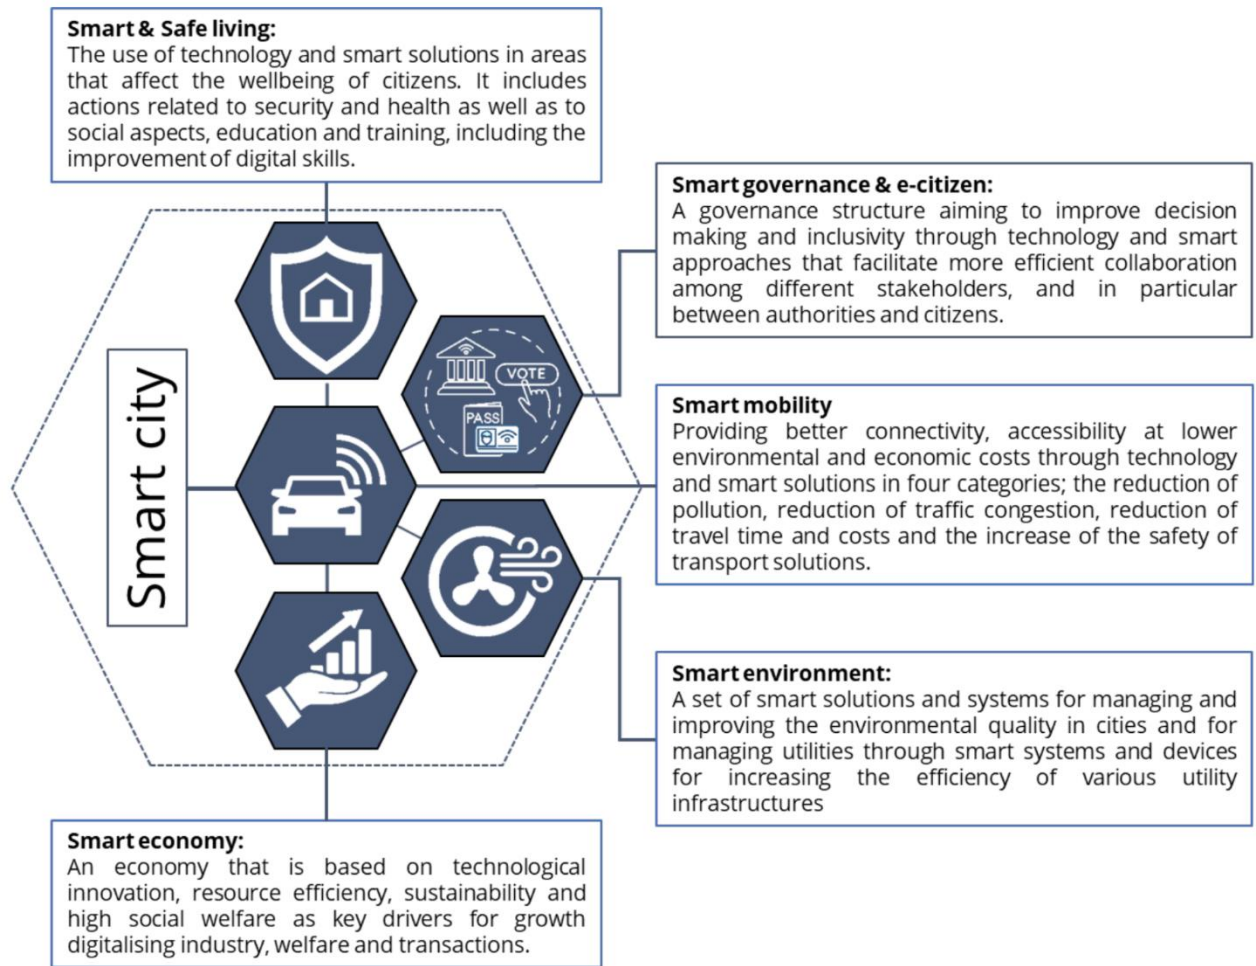 Smart & Safe living:
The use of technology and smart solutions in areas
that affect the wellbeing of citizens. It includes
actions related to security and health as well as to
social aspects, education and training, including the
improvement of digital skills.
Smart governance & e-citizen:
A governance structure aiming to improve decision
making and inclusivity through technology and smart
approaches that facilitate more efficient collaboration
among different stakeholders, and in particular
between authorities and citizens.
VOTE
PASS
Smart city
Smart mobility
Providing better connectivity, accessibility at lower
environmental and economic costs through technology
and smart solutions in four categories; the reduction of
pollution, reduction of traffic congestion, reduction of
travel time and costs and the increase of the safety of
transport solutions.
Smart environment:
A set of smart solutions and systems for managing and
improving the environmental quality in cities and for
managing utilities through smart systems and devices
for increasing the efficiency of various utility
infrastructures
Smart economy:
An economy that is based on technological
innovation, resource efficiency, sustainability and
high social welfare as key drivers for growth
digitalising industry, welfare and transactions.